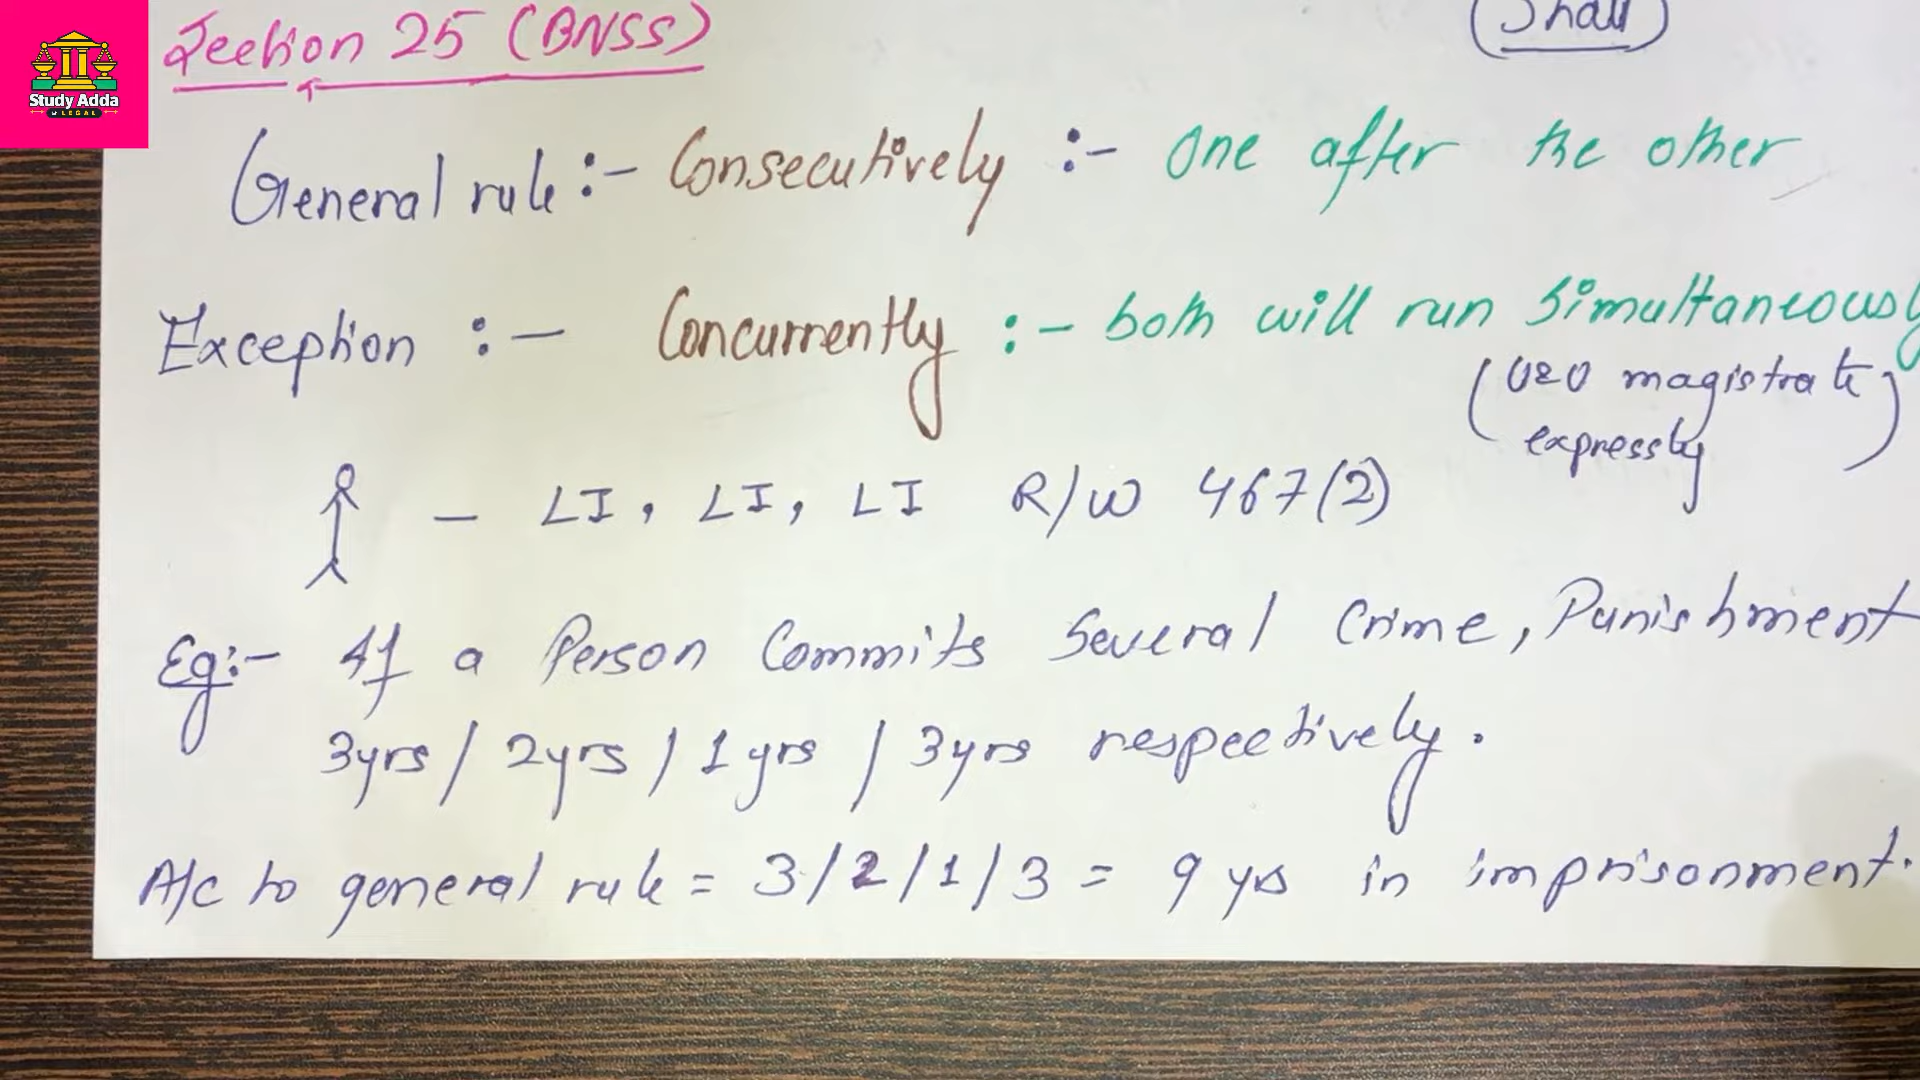 Study Adda
LEGAL
Section 25 (BNSS)
(Shall)
General rule :- Consecutively :- One after the other
Exception :- Concurrently :- both will run Simultaneously
(U20 magistrate
expressly)
- LI, LI, LI R/W 467(2)
Eg:- If a Person Commits Several Crime, Punishment
3yrs / 2yrs / 1yrs / 3yrs respectively.
A/c to general rule = 3/2/1/3 = 9 yrs in imprisonment.